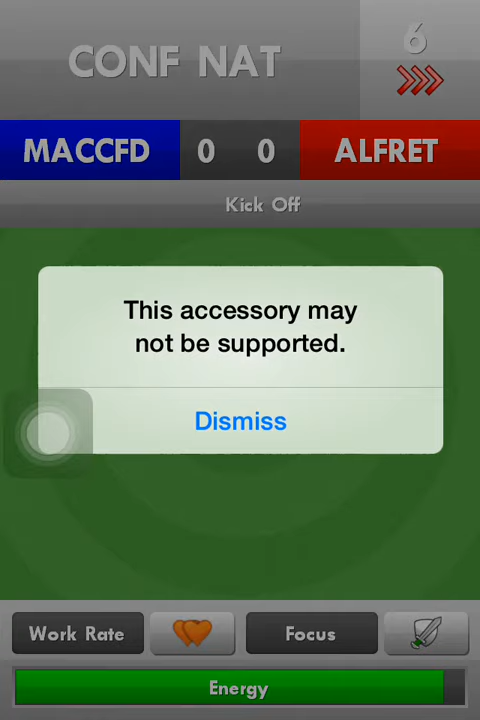 CONF NAT
6
MACCFD 0 0 ALFRET
Kick Off
This accessory may
not be supported.
Dismiss
Work Rate
Focus
Energy